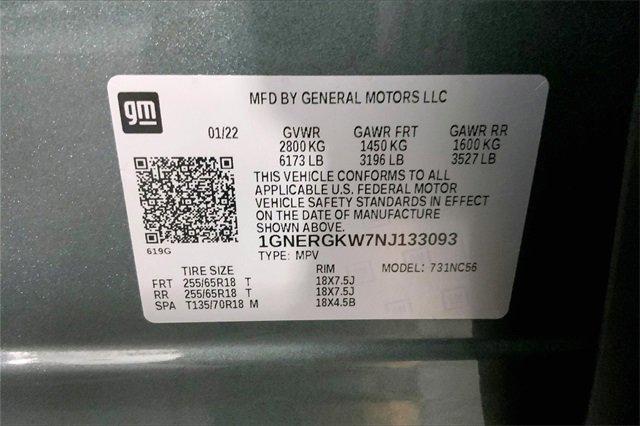 gm
MFD BY GENERAL MOTORS LLC
01/22 GVWR GAWR FRT GAWR RR
2800 KG 1450 KG 1600 KG
6173 LB 3196 LB 3527 LB
THIS VEHICLE CONFORMS TO ALL
APPLICABLE U.S. FEDERAL MOTOR
VEHICLE SAFETY STANDARDS IN EFFECT
ON THE DATE OF MANUFACTURE
SHOWN ABOVE.
1GNERGKW7NJ133093
619G
TYPE: MPV MODEL: 731NC56
TIRE SIZE RIM
FRT 255/65R18 T 18X7.5J
RR 255/65R18 T 18X7.5J
SPA T135/70R18 M 18X4.5B